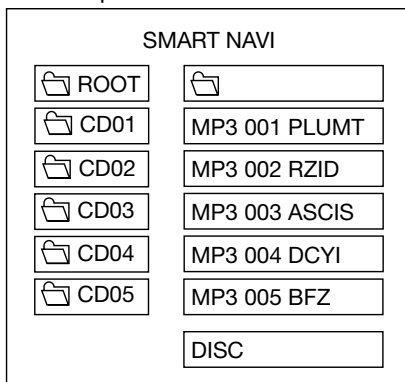 SMART NAVI
ROOT
CD01
MP3 001 PLUMT
CD02
MP3 002 RZID
CD03
MP3 003 ASCIS
CD04
MP3 004 DCYI
CD05
MP3 005 BFZ
DISC